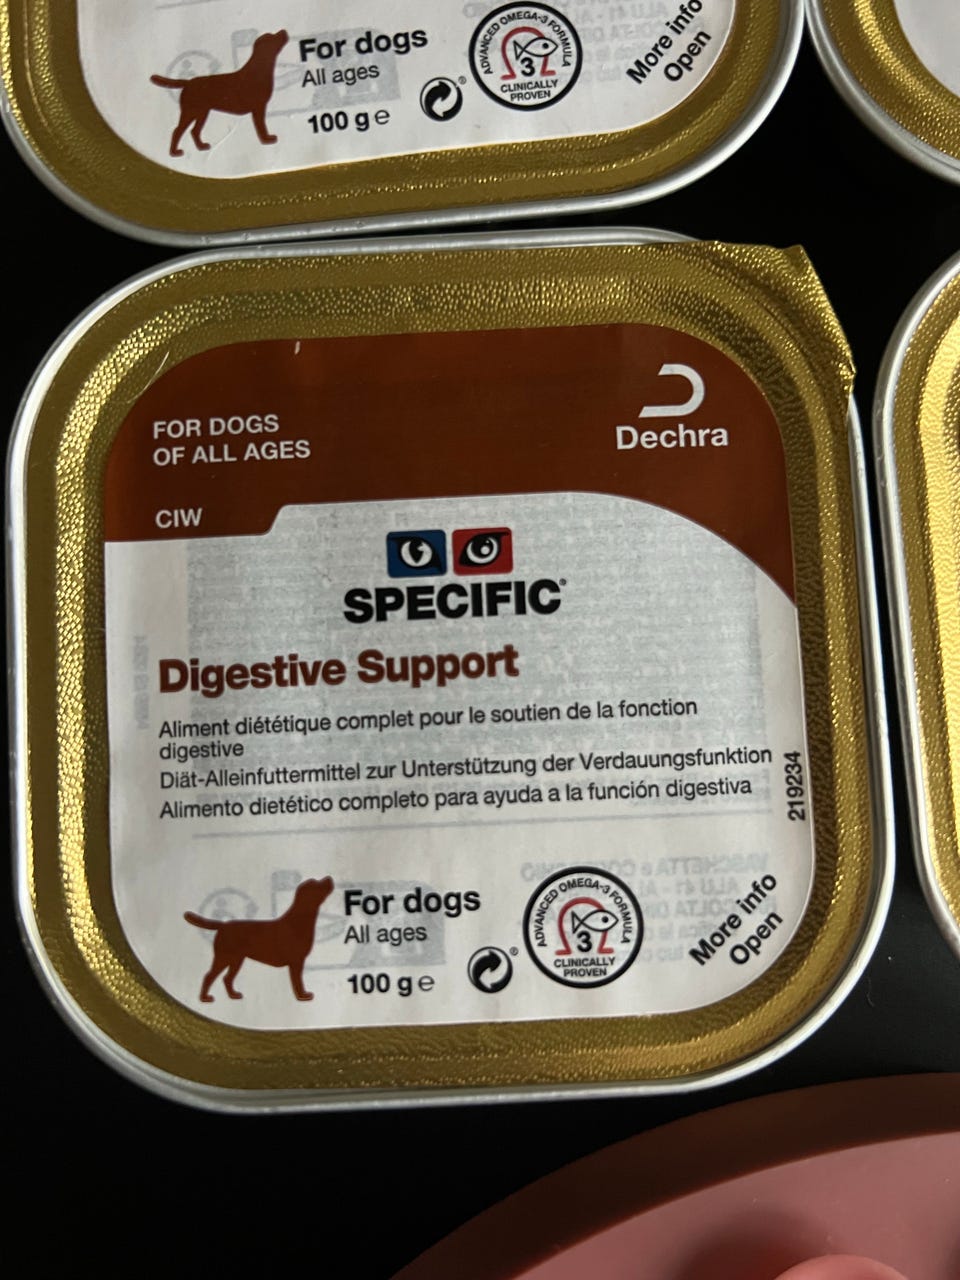 For dogs
All ages
100 g e
ADVANCED OMEGA-3 FORMULA
3
CLINICALLY
PROVEN
More info
Open
FOR DOGS
OF ALL AGES
CIW
Dechra
SPECIFIC®
Digestive Support
Aliment diététique complet pour le soutien de la fonction
digestive
Diät-Alleinfuttermittel zur Unterstützung der Verdauungsfunktion
Alimento dietético completo para ayuda a la función digestiva
219234
For dogs
All ages
100 g e
®
ADVANCED OMEGA-3 FORMULA
3
CLINICALLY
PROVEN
More info
Open